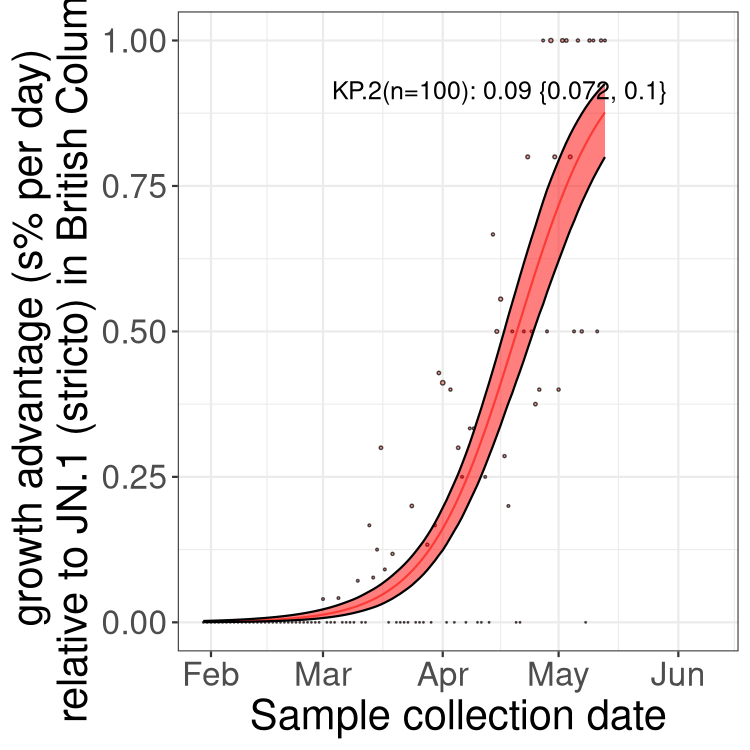 growth advantage (s% per day)
relative to JN.1 (stricto) in British Colum
1.00
0.75
0.50
0.25
0.00
KP.2(n=100): 0.09 {0.072, 0.1}
Feb Mar Apr May Jun
Sample collection date